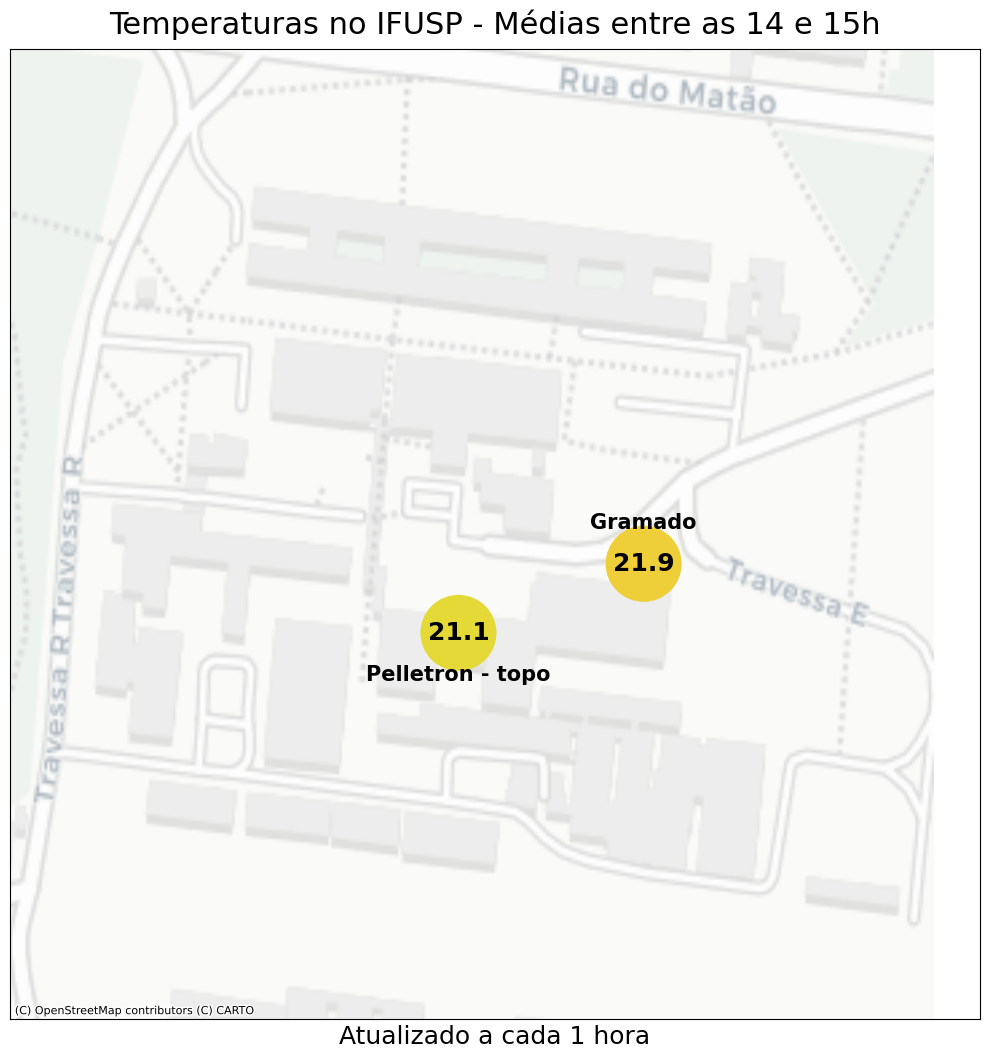 Temperaturas no IFUSP - Médias entre as 14 e 15h
Rua do Matão
Gramado
21.9
Travessa E
21.1
Pelletron - topo
Travessa R
Travessa R
(C) OpenStreetMap contributors (C) CARTO
Atualizado a cada 1 hora